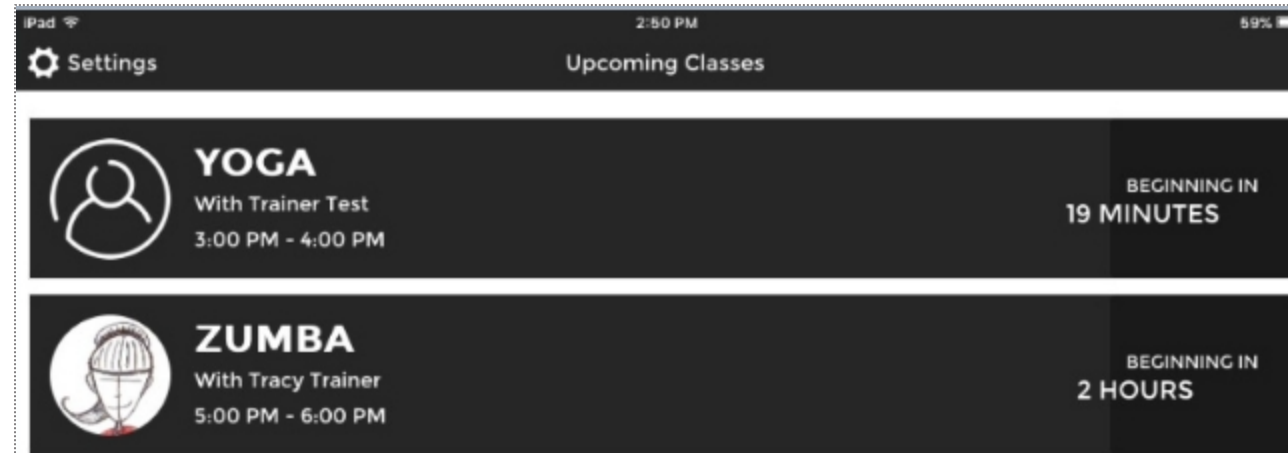 iPad 2:50 PM 59%
Settings Upcoming Classes
YOGA
With Trainer Test
3:00 PM - 4:00 PM
BEGINNING IN
19 MINUTES
ZUMBA
With Tracy Trainer
5:00 PM - 6:00 PM
BEGINNING IN
2 HOURS